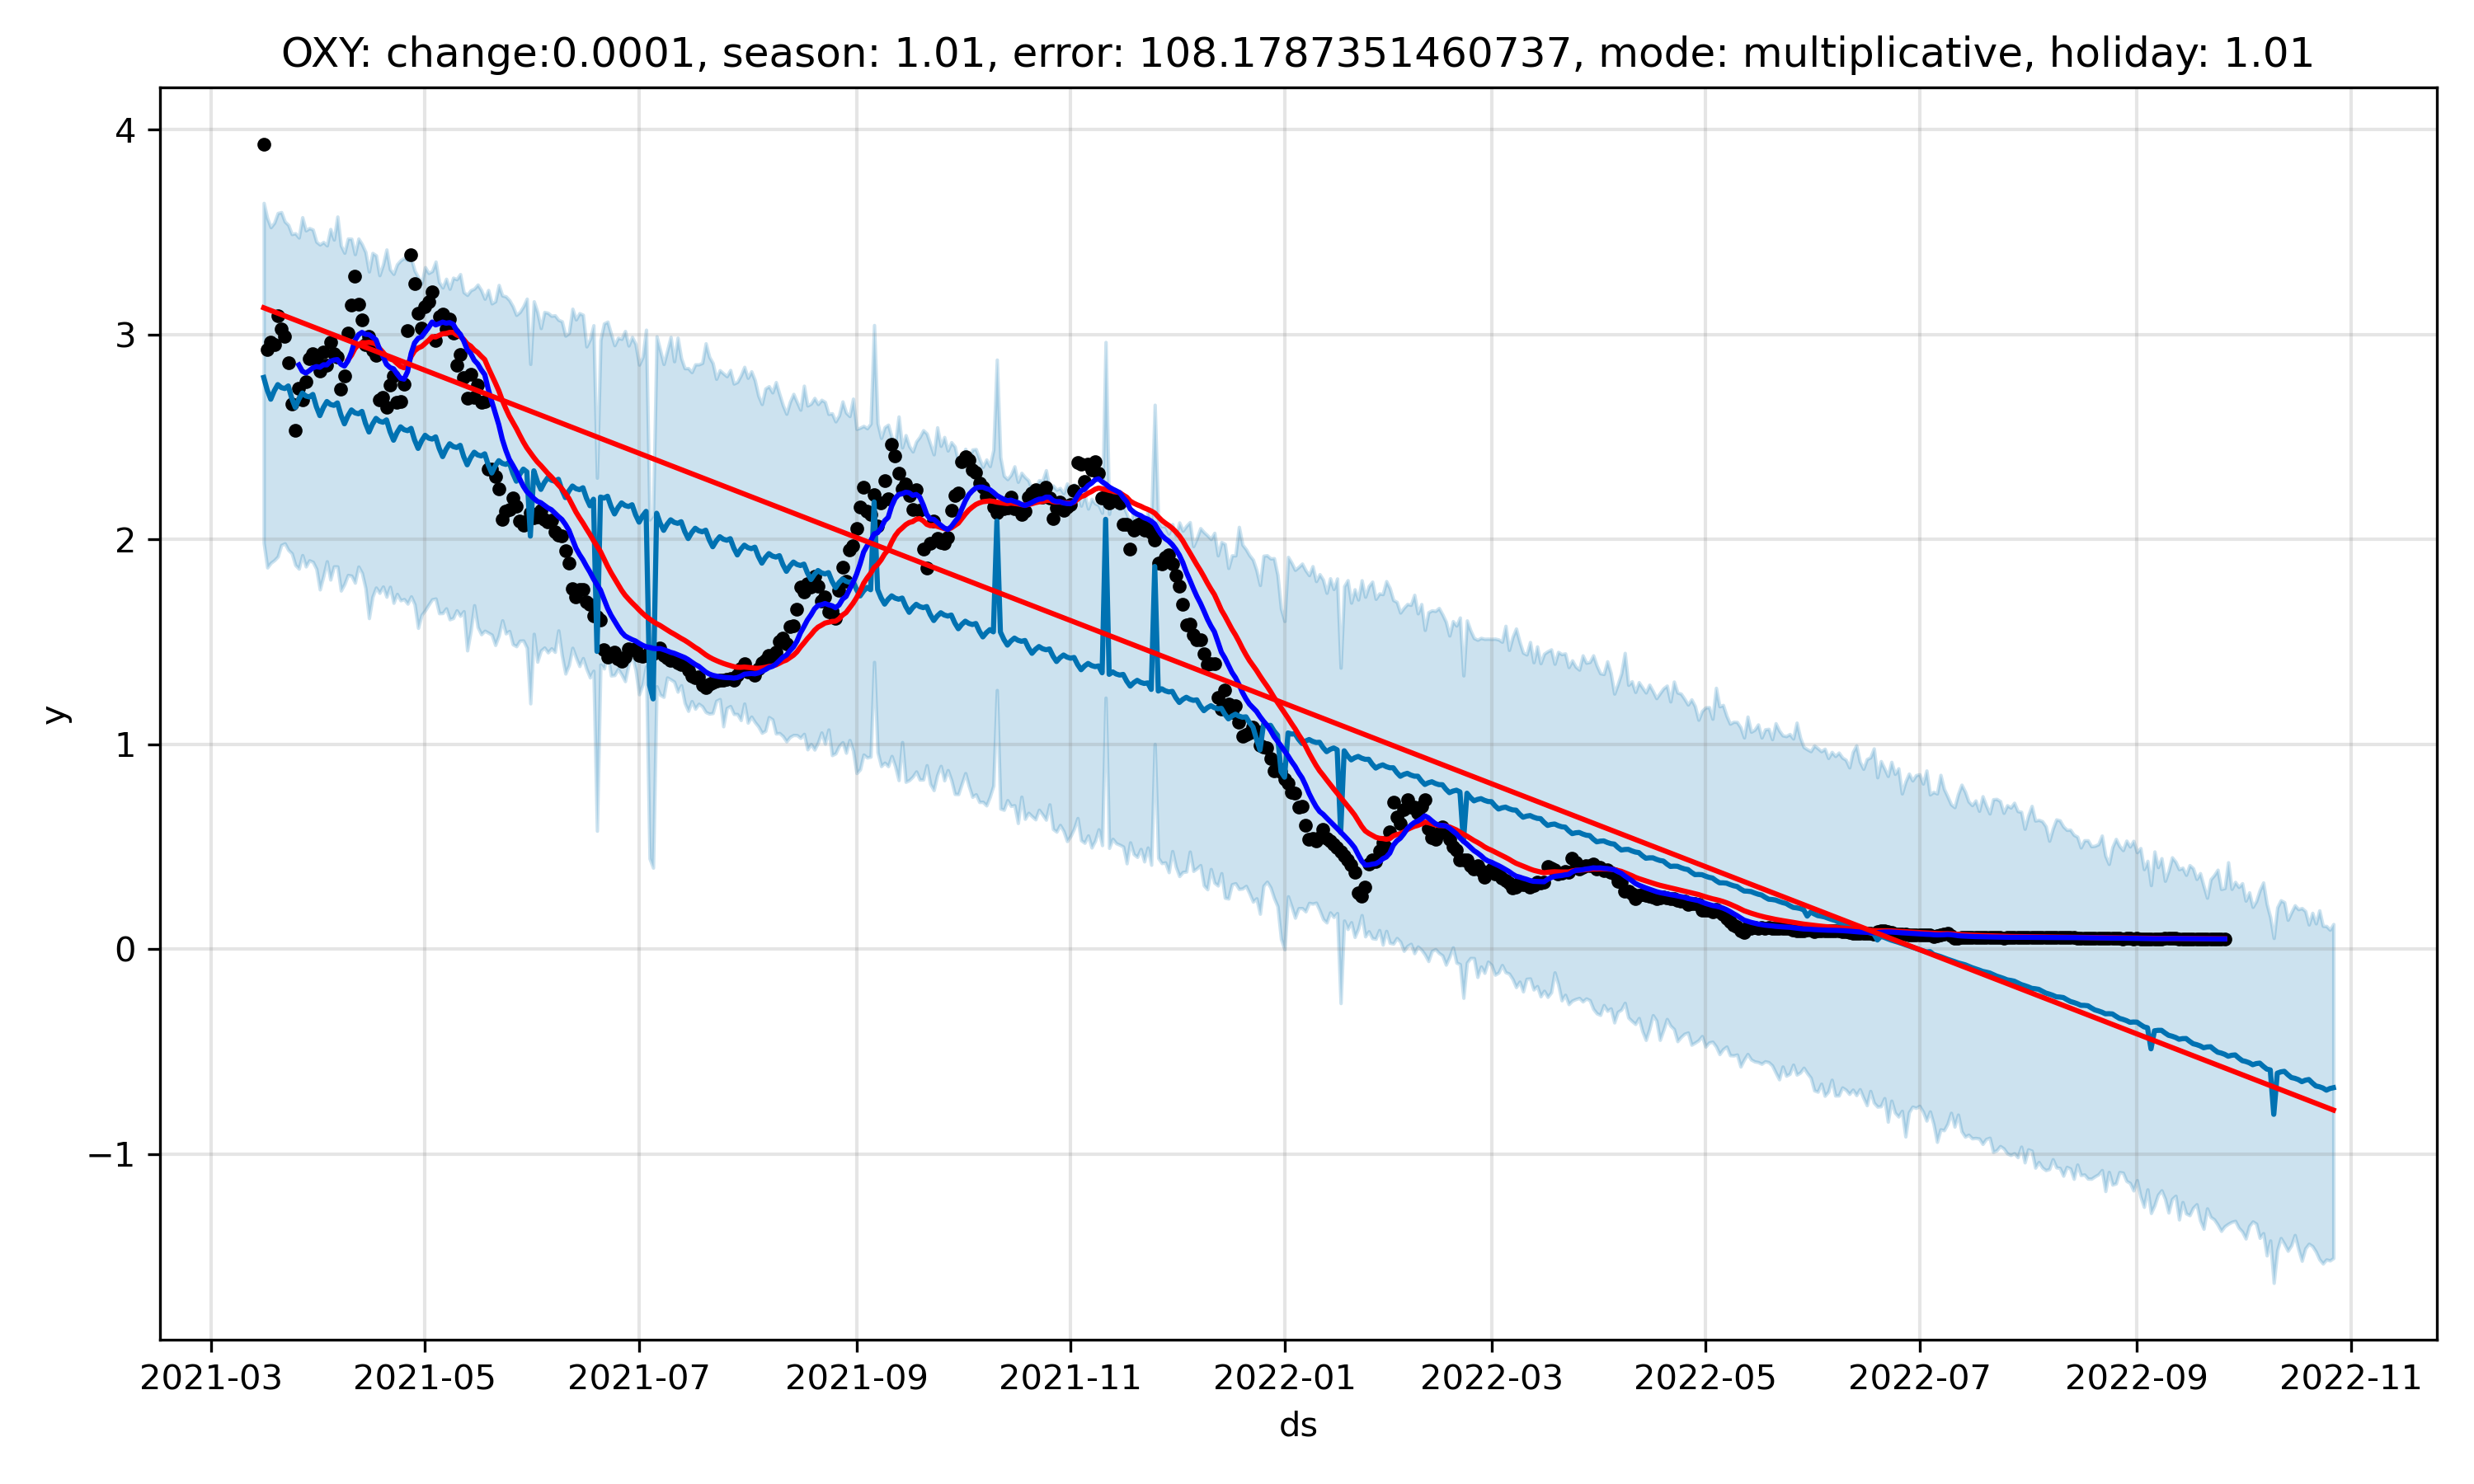 OXY: change:0.0001, season: 1.01, error: 108.1787351460737, mode: multiplicative, holiday: 1.01
4
3
2
1
0
−1
y
2021-03 2021-05 2021-07 2021-09 2021-11 2022-01 2022-03 2022-05 2022-07 2022-09 2022-11
ds